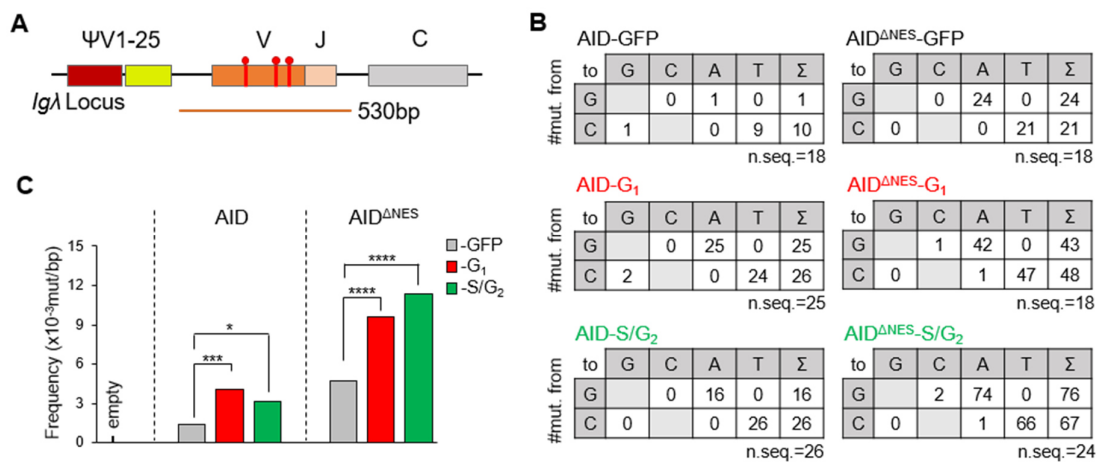 A
ΨV1-25
V
J
C
Igλ Locus
530bp
B
AID-GFP
to G C A T Σ
#mut. from
G 0 1 0 1
C 1 0 9 10
n.seq.=18
AIDΔNES-GFP
to G C A T Σ
G 0 24 0 24
C 0 0 21 21
n.seq.=18
AID-G1
to G C A T Σ
#mut. from
G 0 25 0 25
C 2 0 24 26
n.seq.=25
AIDΔNES-G1
to G C A T Σ
G 1 42 0 43
C 0 1 47 48
n.seq.=18
AID-S/G2
to G C A T Σ
#mut. from
G 0 16 0 16
C 0 0 26 26
n.seq.=26
AIDΔNES-S/G2
to G C A T Σ
G 2 74 0 76
C 0 1 66 67
n.seq.=24
C
AID
AIDΔNES
Frequency (x10-3mut/bp)
15
12
9
6
3
0
empty
***
*
****
****
-GFP
-G1
-S/G2